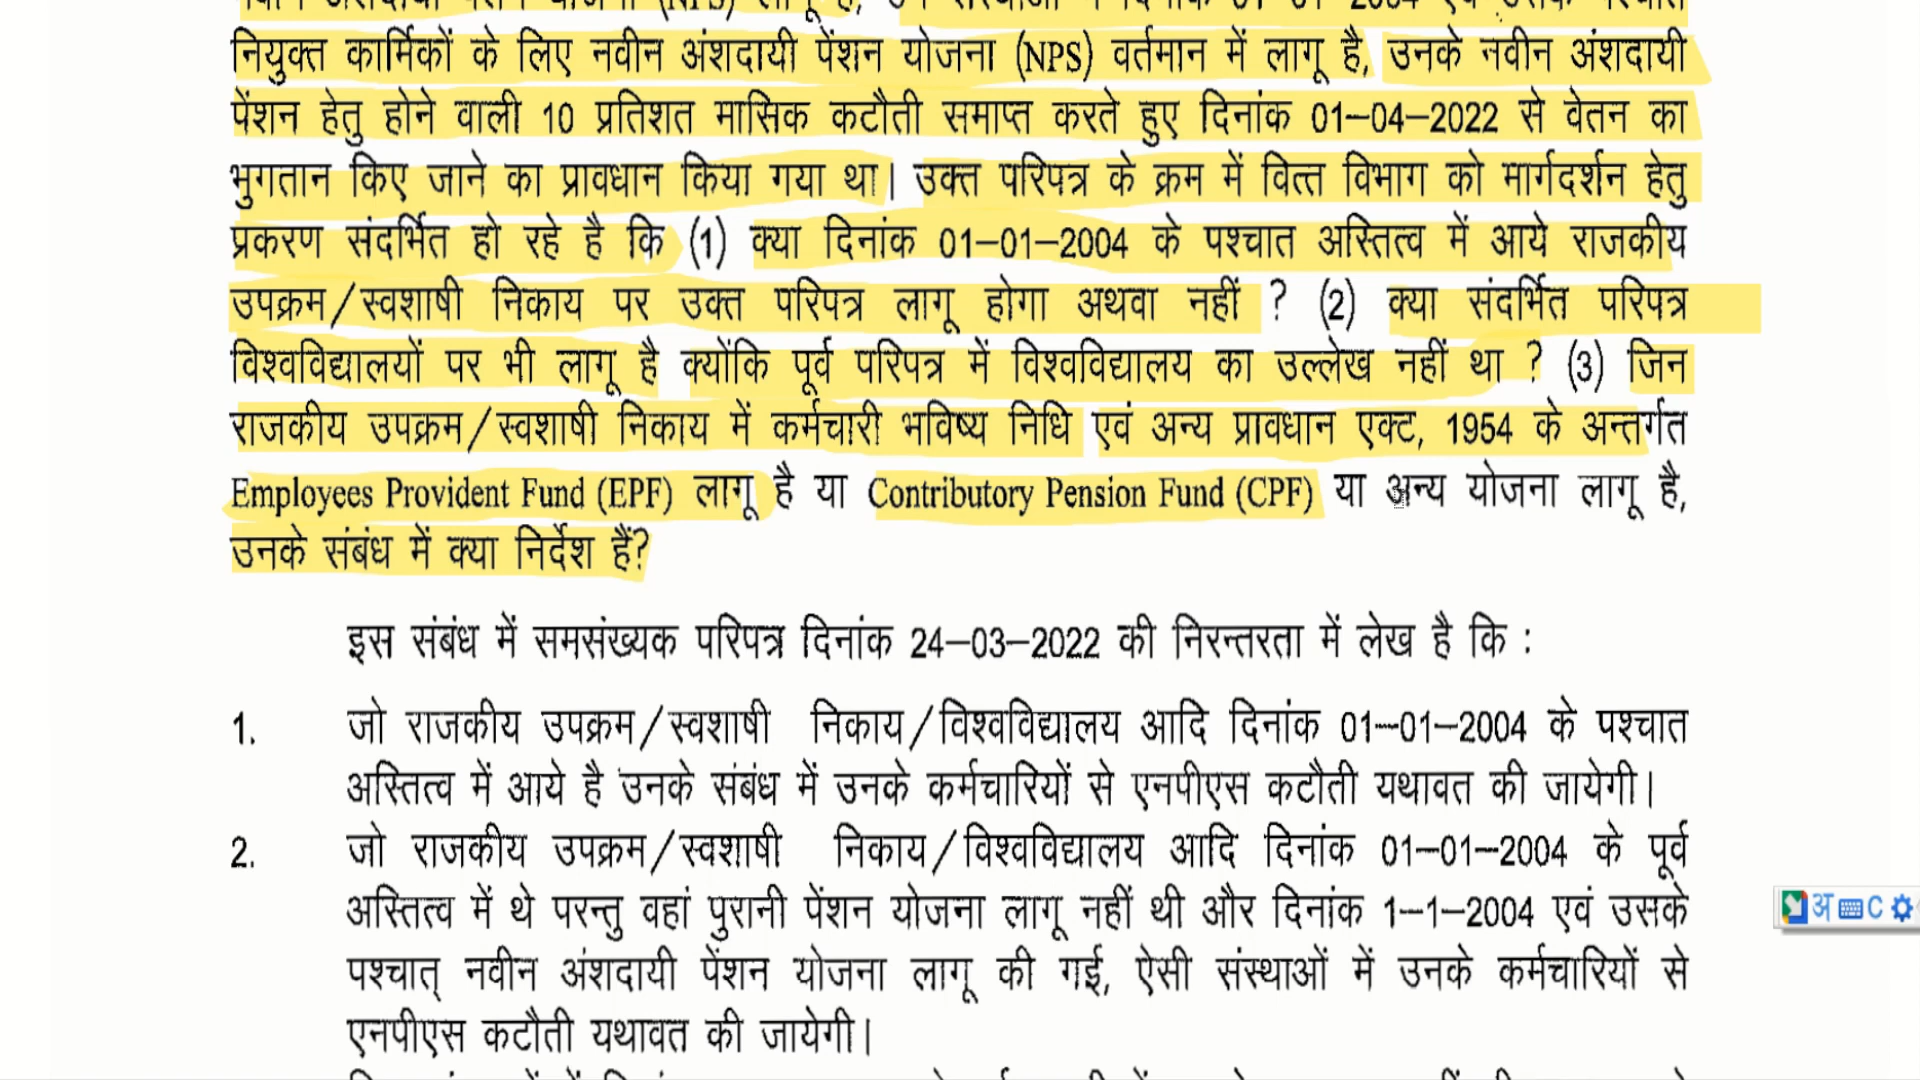 नियुक्त कार्मिकों के लिए नवीन अंशदायी पेंशन योजना (NPS) वर्तमान में लागू है, उनके नवीन अंशदायी
पेंशन हेतु होने वाली 10 प्रतिशत मासिक कटौती समाप्त करते हुए दिनांक 01–04–2022 से वेतन का
भुगतान किए जाने का प्रावधान किया गया था। उक्त परिपत्र के क्रम में वित्त विभाग को मार्गदर्शन हेतु
प्रकरण संदर्भित हो रहे है कि (1) क्या दिनांक 01–01–2004 के पश्चात अस्तित्व में आये राजकीय
उपक्रम/स्वशाषी निकाय पर उक्त परिपत्र लागू होगा अथवा नहीं ? (2) क्या संदर्भित परिपत्र
विश्वविद्यालयों पर भी लागू है क्योंकि पूर्व परिपत्र में विश्वविद्यालय का उल्लेख नहीं था ? (3) जिन
राजकीय उपक्रम/स्वशाषी निकाय में कर्मचारी भविष्य निधि एवं अन्य प्रावधान एक्ट, 1954 के अन्तर्गत
Employees Provident Fund (EPF) लागू है या Contributory Pension Fund (CPF) या अन्य योजना लागू है,
उनके संबंध में क्या निर्देश हैं?
इस संबंध में समसंख्यक परिपत्र दिनांक 24–03–2022 की निरन्तरता में लेख है कि :
1. जो राजकीय उपक्रम/स्वशाषी निकाय/विश्वविद्यालय आदि दिनांक 01–01–2004 के पश्चात
अस्तित्व में आये है उनके संबंध में उनके कर्मचारियों से एनपीएस कटौती यथावत की जायेगी।
2. जो राजकीय उपक्रम/स्वशाषी निकाय/विश्वविद्यालय आदि दिनांक 01–01–2004 के पूर्व
अस्तित्व में थे परन्तु वहां पुरानी पेंशन योजना लागू नहीं थी और दिनांक 1–1–2004 एवं उसके
पश्चात् नवीन अंशदायी पेंशन योजना लागू की गई, ऐसी संस्थाओं में उनके कर्मचारियों से
एनपीएस कटौती यथावत की जायेगी।
अ C